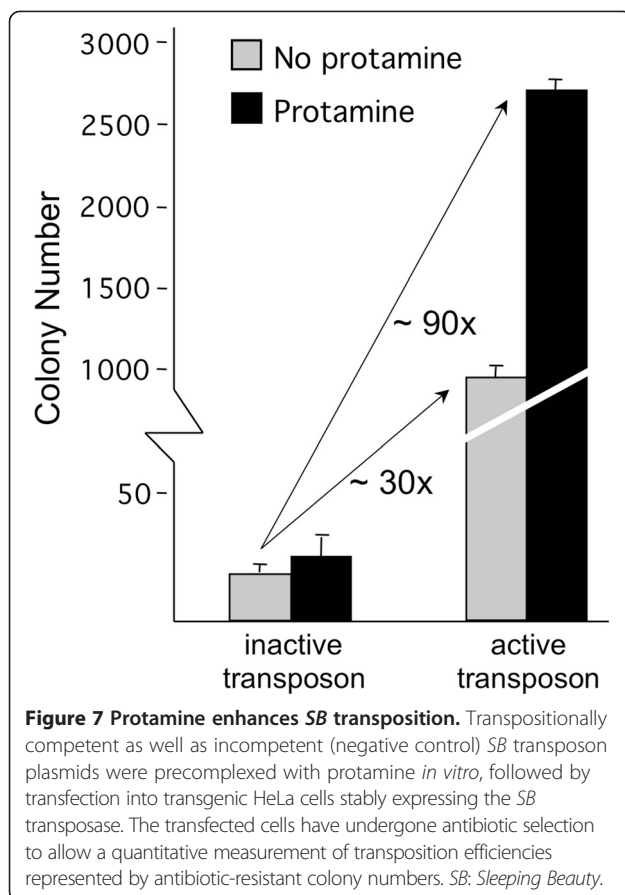 3000
2500
2000
1500
1000
50
Colony Number
No protamine
Protamine
~ 90x
~ 30x
inactive
transposon
active
transposon
Figure 7 Protamine enhances SB transposition. Transpositionally
competent as well as incompetent (negative control) SB transposon
plasmids were precomplexed with protamine in vitro, followed by
transfection into transgenic HeLa cells stably expressing the SB
transposase. The transfected cells have undergone antibiotic selection
to allow a quantitative measurement of transposition efficiencies
represented by antibiotic-resistant colony numbers. SB: Sleeping Beauty.